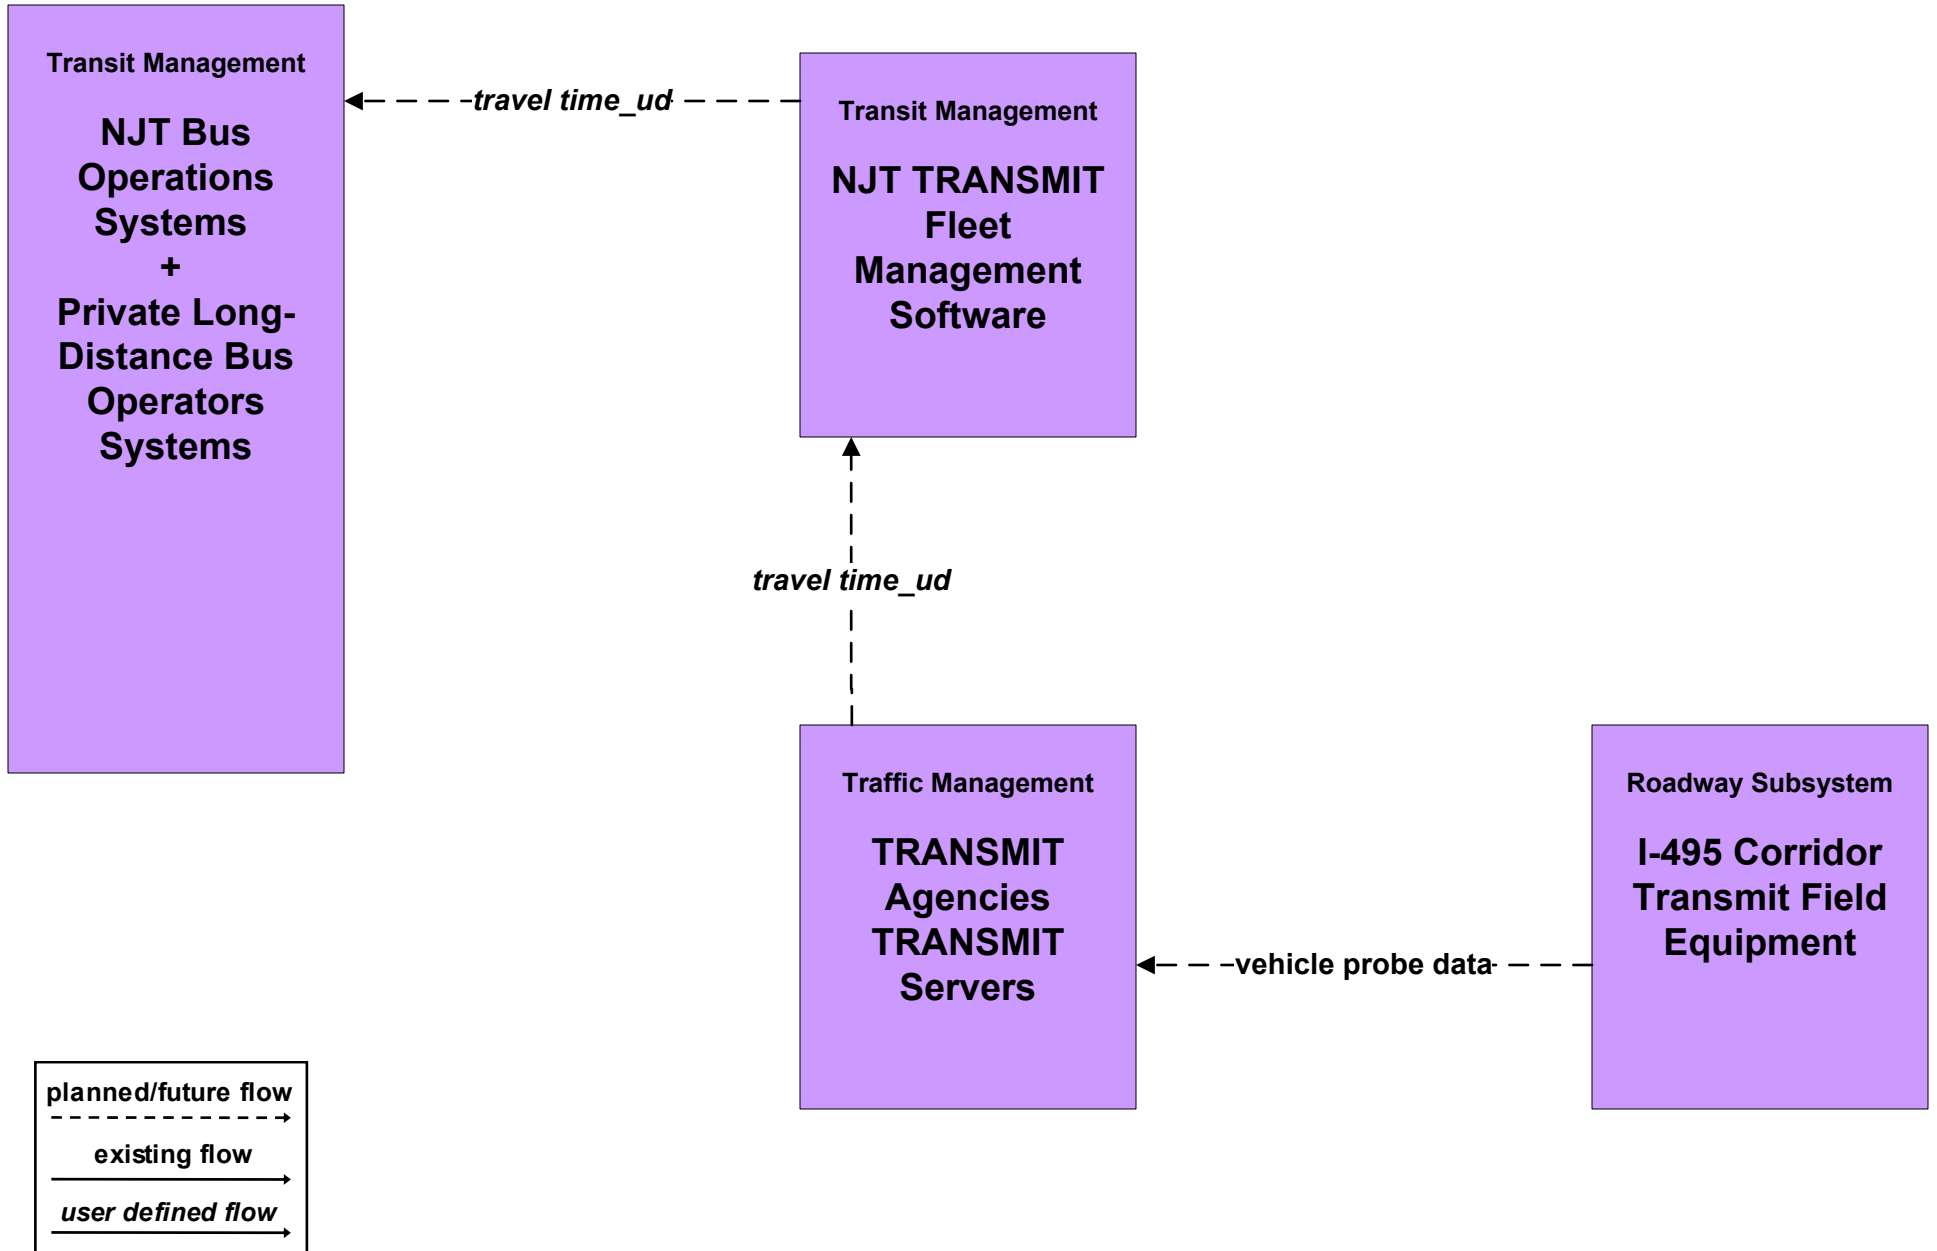 Transit Management
NJT Bus
Operations
Systems
+
Private Long-
Distance Bus
Operators
Systems
travel time_ud
Transit Management
NJT TRANSMIT
Fleet
Management
Software
travel time_ud
Traffic Management
TRANSMIT
Agencies
TRANSMIT
Servers
vehicle probe data
Roadway Subsystem
I-495 Corridor
Transmit Field
Equipment
planned/future flow
existing flow
user defined flow